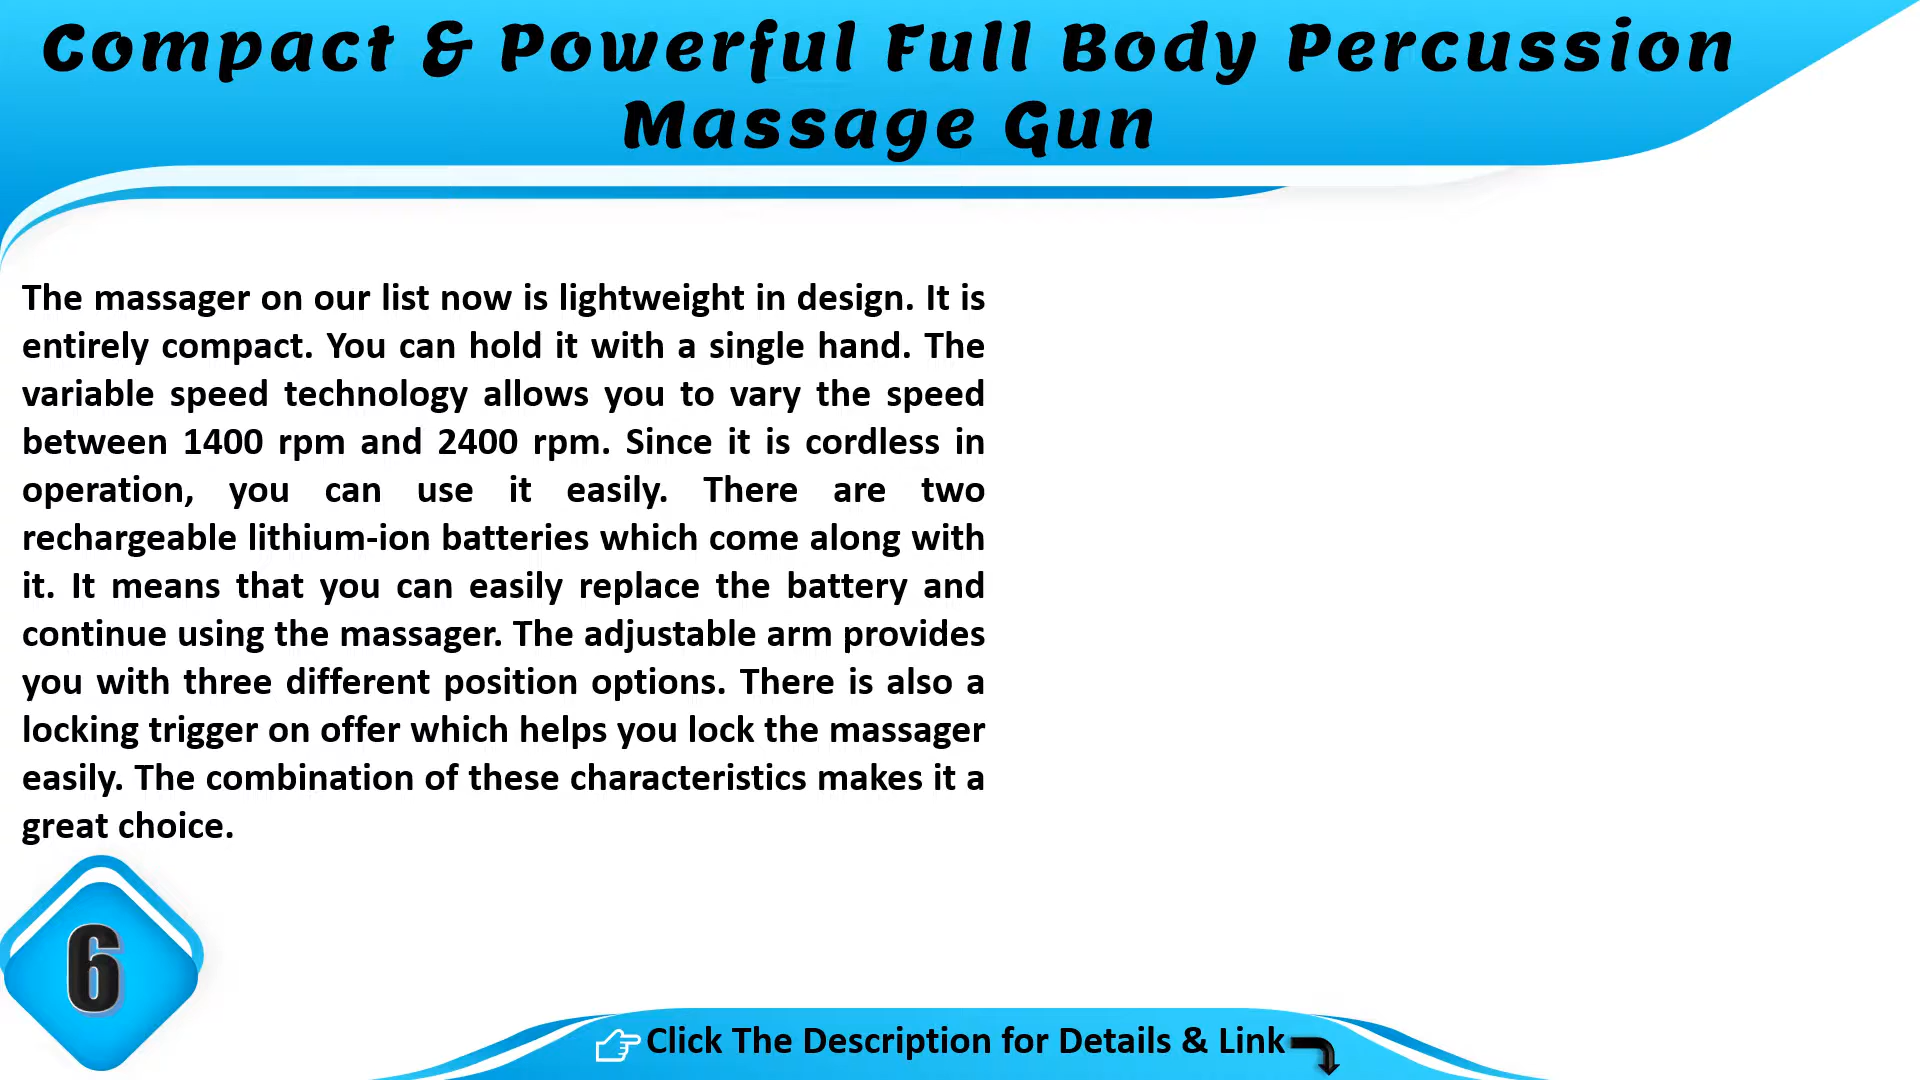 Compact & Powerful Full Body Percussion
Massage Gun
The massager on our list now is lightweight in design. It is
entirely compact. You can hold it with a single hand. The
variable speed technology allows you to vary the speed
between 1400 rpm and 2400 rpm. Since it is cordless in
operation, you can use it easily. There are two
rechargeable lithium-ion batteries which come along with
it. It means that you can easily replace the battery and
continue using the massager. The adjustable arm provides
you with three different position options. There is also a
locking trigger on offer which helps you lock the massager
easily. The combination of these characteristics makes it a
great choice.
6
Click The Description for Details & Link